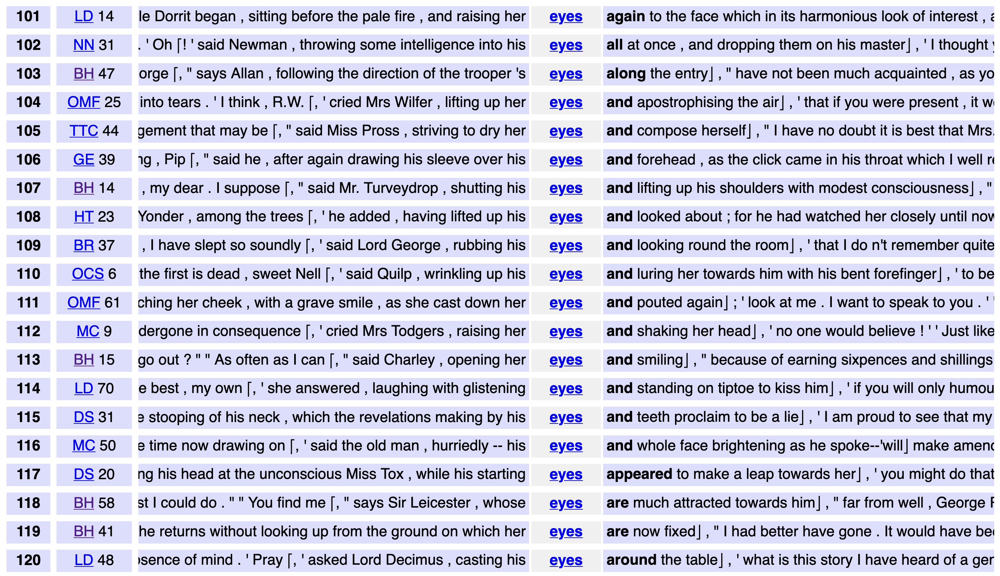 101 LD 14 Dorrit began , sitting before the pale fire , and raising her eyes again to the face which in its harmonious look of interest ,
102 NN 31 . ' Oh ⌈! ' said Newman , throwing some intelligence into his eyes all at once , and dropping them on his master⌋ , ' I thought
103 BH 47 ⌈, " says Allan , following the direction of the trooper 's eyes along the entry⌋ , " have not been much acquainted , as
104 OMF 25 into tears . ' I think , R.W. ⌈, ' cried Mrs Wilfer , lifting up her eyes and apostrophising the air⌋ , ' that if you were present , it
105 TTC 44 that may be ⌈, " said Miss Pross , striving to dry her eyes and compose herself⌋ , " I have no doubt it is best that Mrs.
106 GE 39 , Pip ⌈, " said he , after again drawing his sleeve over his eyes and forehead , as the click came in his throat which I well
107 BH 14 , my dear . I suppose ⌈, " said Mr. Turveydrop , shutting his eyes and lifting up his shoulders with modest consciousness⌋ , "
108 HT 23 Yonder , among the trees ⌈, ' he added , having lifted up his eyes and looked about ; for he had watched her closely until now
109 BR 37 , I have slept so soundly ⌈, ' said Lord George , rubbing his eyes and looking round the room⌋ , ' that I do n't remember quite
110 OCS 6 the first is dead , sweet Nell ⌈, ' said Quilp , wrinkling up his eyes and luring her towards him with his bent forefinger⌋ , ' to be
111 OMF 61 ching her cheek , with a grave smile , as she cast down her eyes and pouted again⌋ ; ' look at me . I want to speak to you . ' '
112 MC 9 dergone in consequence ⌈, ' cried Mrs Todgers , raising her eyes and shaking her head⌋ , ' no one would believe ! ' ' Just like
113 BH 15 go out ? " " As often as I can ⌈, " said Charley , opening her eyes and smiling⌋ , " because of earning sixpences and shillings
114 LD 70 best , my own ⌈, ' she answered , laughing with glistening eyes and standing on tiptoe to kiss him⌋ , ' if you will only humou
115 DS 31 stooping of his neck , which the revelations making by his eyes and teeth proclaim to be a lie⌋ , ' I am proud to see that my
116 MC 50 time now drawing on ⌈, ' said the old man , hurriedly -- his eyes and whole face brightening as he spoke--'will⌋ make
117 DS 20 ng his head at the unconscious Miss Tox , while his starting eyes appeared to make a leap towards her⌋ , ' you might do that
118 BH 58 st I could do . " " You find me ⌈, " says Sir Leicester , whose eyes are much attracted towards him⌋ , " far from well , George
119 BH 41 he returns without looking up from the ground on which her eyes are now fixed⌋ , " I had better have gone . It would have
120 LD 48 sence of mind . ' Pray ⌈, ' asked Lord Decimus , casting his eyes around the table⌋ , ' what is this story I have heard of a